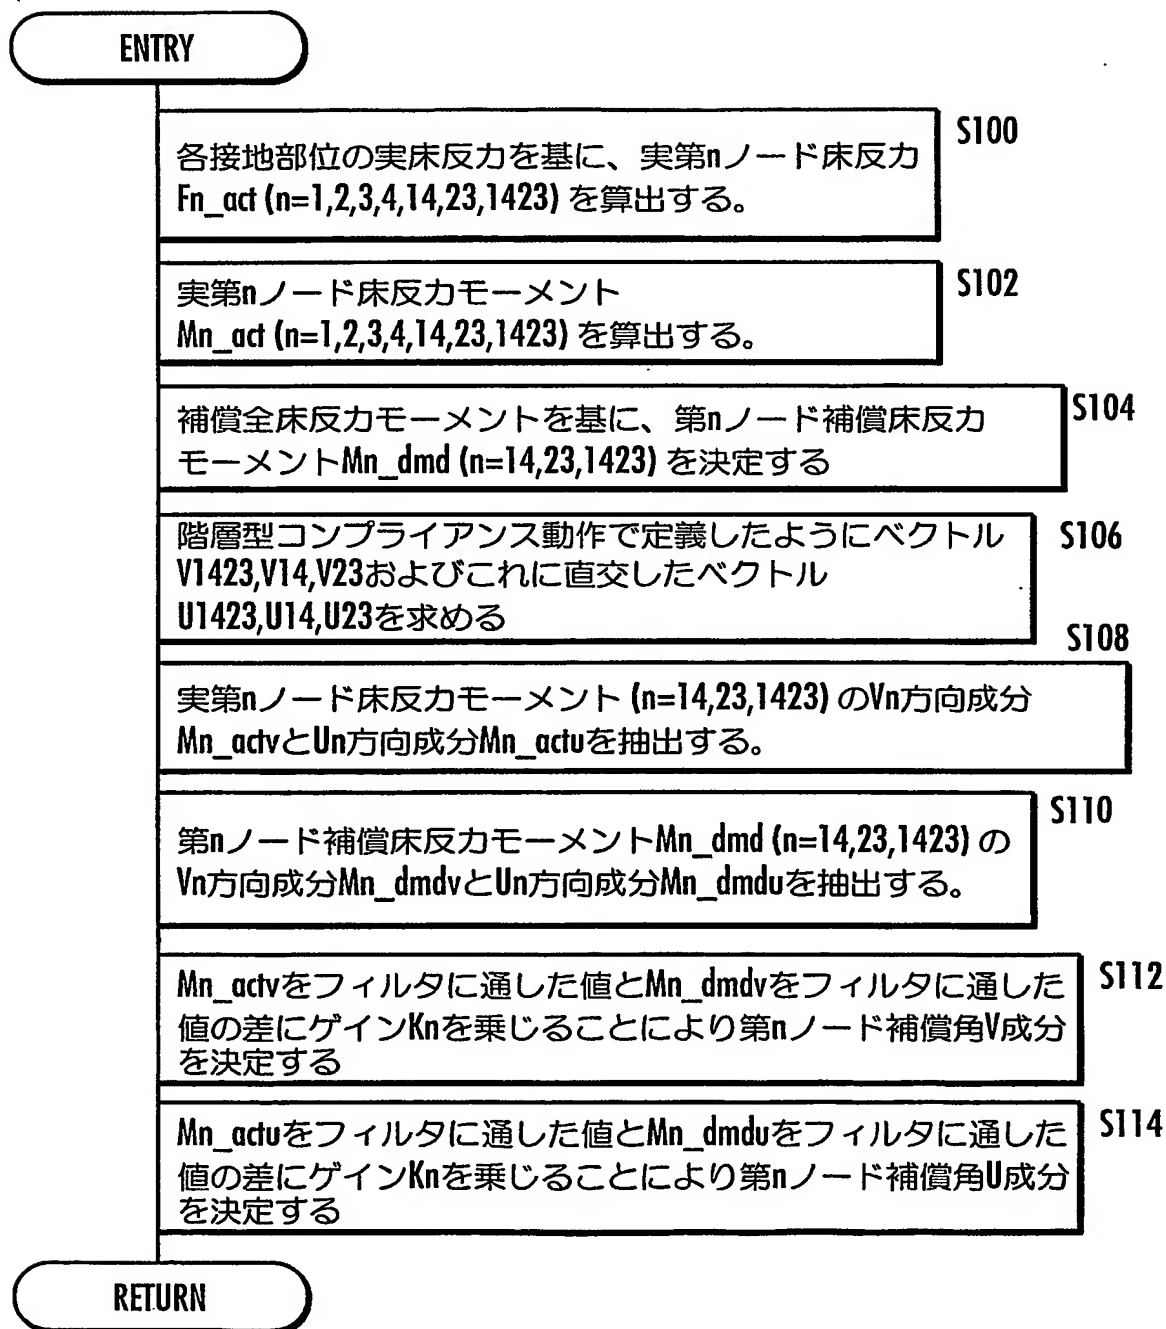 ENTRY
S100
各接地部位の実床反力を基に、実第nノード床反力
Fn_act (n=1,2,3,4,14,23,1423) を算出する。
S102
実第nノード床反力モーメント
Mn_act (n=1,2,3,4,14,23,1423) を算出する。
S104
補償全床反力モーメントを基に、第nノード補償床反力
モーメントMn_dmd (n=14,23,1423) を決定する
S106
階層型コンプライアンス動作で定義したようにベクトル
V1423,V14,V23およびこれに直交したベクトル
U1423,U14,U23を求める
S108
実第nノード床反力モーメント (n=14,23,1423) のVn方向成分
Mn_actvとUn方向成分Mn_actuを抽出する。
S110
第nノード補償床反力モーメントMn_dmd (n=14,23,1423) の
Vn方向成分Mn_dmdvとUn方向成分Mn_dmduを抽出する。
S112
Mn_actvをフィルタに通した値とMn_dmdvをフィルタに通した
値の差にゲインKnを乗じることにより第nノード補償角V成分
を決定する
S114
Mn_actuをフィルタに通した値とMn_dmduをフィルタに通した
値の差にゲインKnを乗じることにより第nノード補償角U成分
を決定する
RETURN